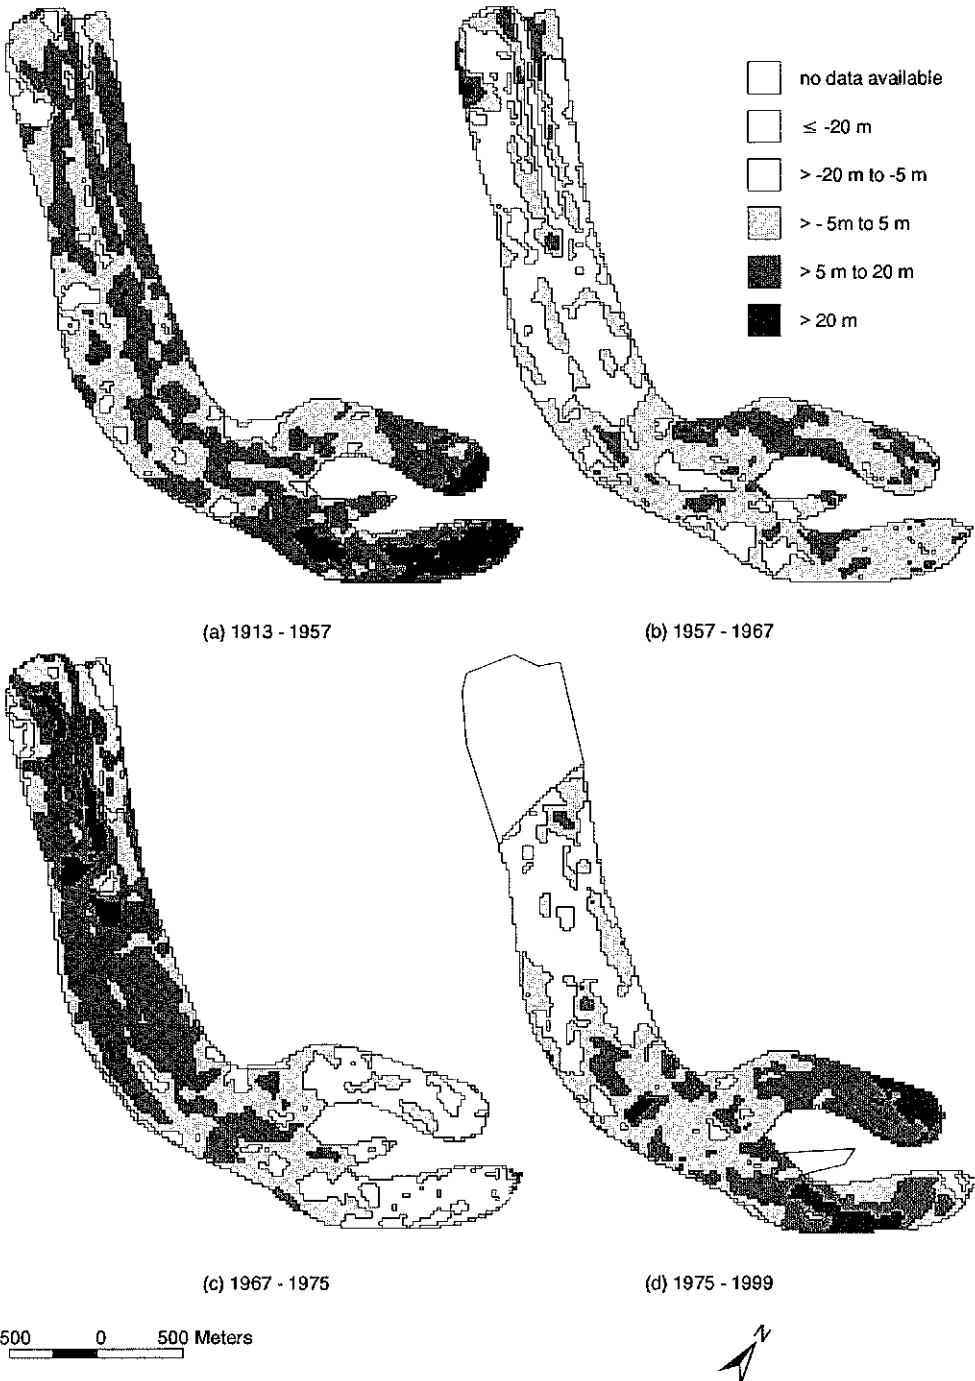 no data available
≤ -20 m
> -20 m to -5 m
> - 5m to 5 m
> 5 m to 20 m
> 20 m
(a) 1913 - 1957
(b) 1957 - 1967
(c) 1967 - 1975
(d) 1975 - 1999
500 0 500 Meters
N